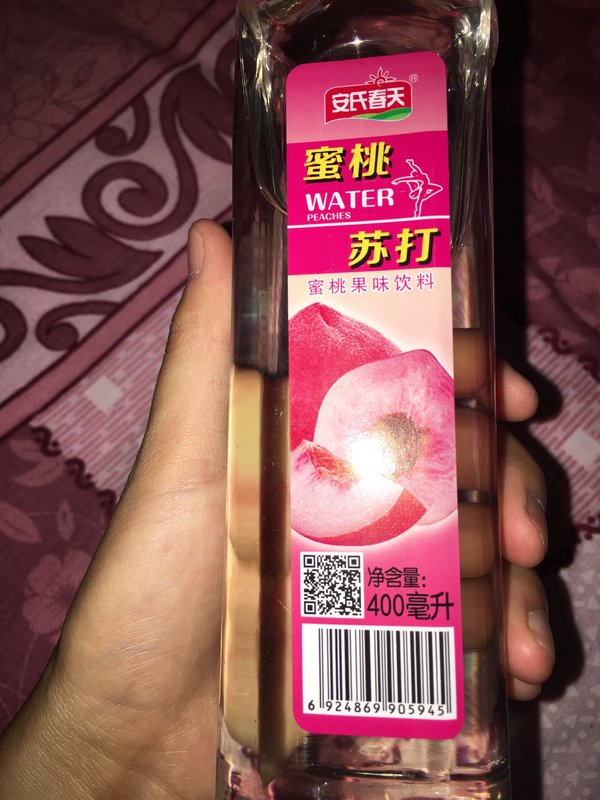 安氏春天®
蜜桃
WATER
PEACHES
苏打
蜜桃果味饮料
净含量:
400毫升
6 924869 905945